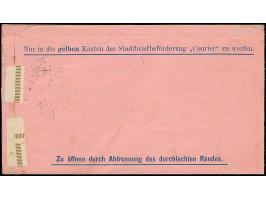 Nur in die gelben Kasten der Stadtbriefbeförderung „Courier“ zu werfen.
Zu öffnen durch Abtrennung des durchlochten Randes.